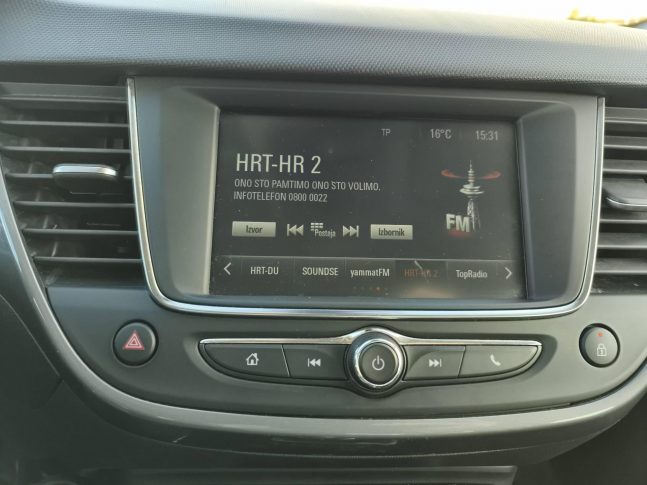 TP 16°C 15:31
HRT-HR 2
ONO STO PAMTIMO ONO STO VOLIMO.
INFOTELEFON 0800 0022
FM
Izvor Postaja Izbornik
HRT-DU SOUNDSE yammatFM HRT-HR 2 TopRadio